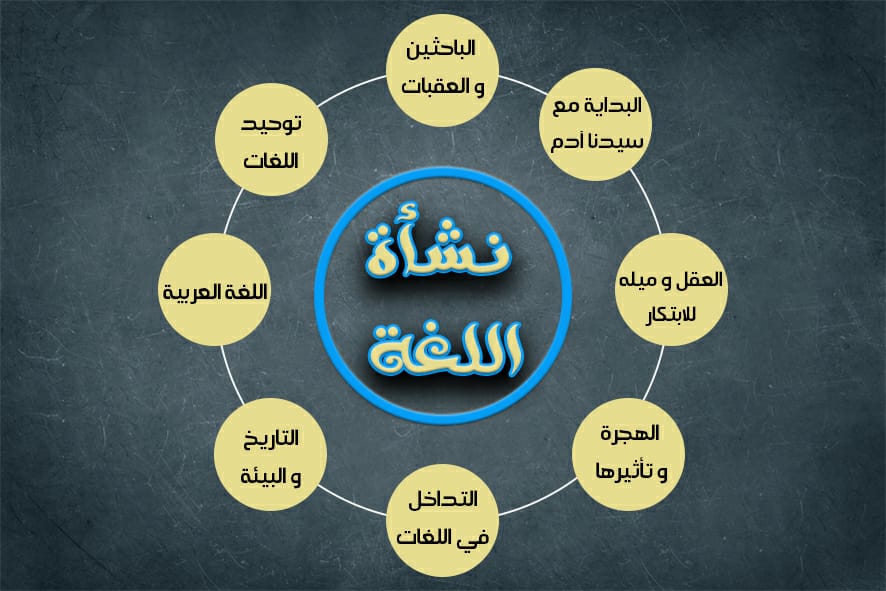 نشأة
اللغة
الباحثين
و العقبات
البداية مع
سيدنا أدم
العقل و ميله
للابتكار
الهجرة
و تأثيرها
التداخل
في اللغات
التاريخ
و البيئة
اللغة العربية
توحيد
اللغات